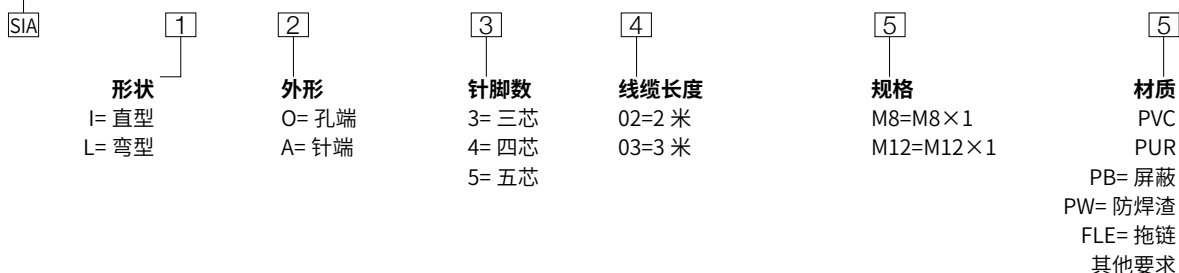 SIA 1 2 3 4 5 5
形状 外形 针脚数 线缆长度 规格 材质
I= 直型 O= 孔端 3= 三芯 02=2 米 M8=M8×1 PVC
L= 弯型 A= 针端 4= 四芯 03=3 米 M12=M12×1 PUR
5= 五芯 PB= 屏蔽
PW= 防焊渣
FLE= 拖链
其他要求